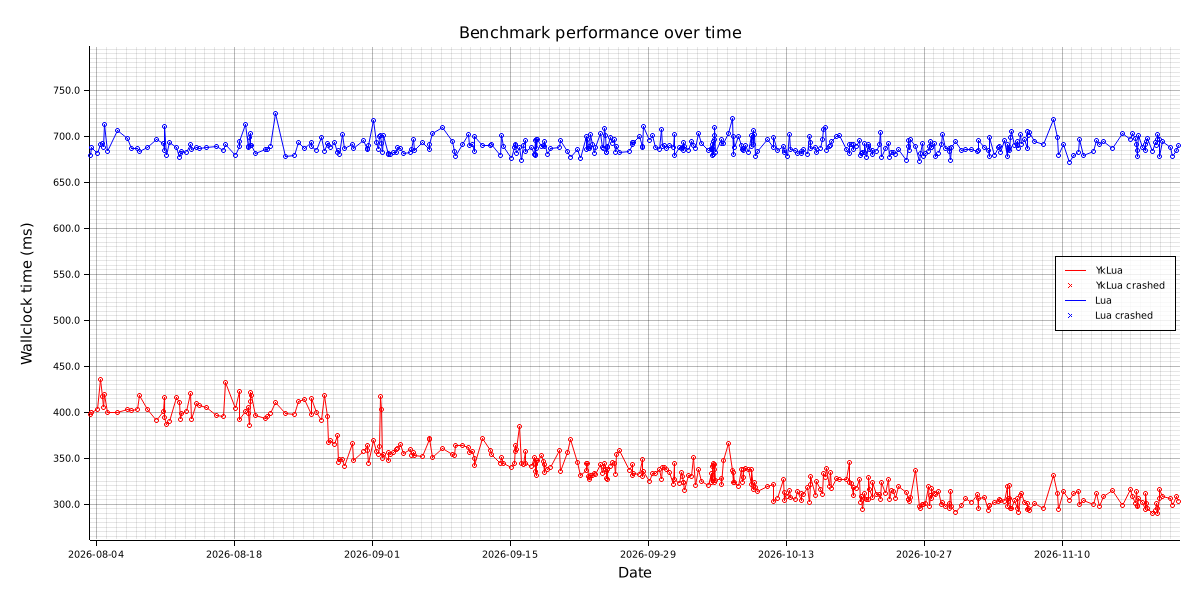 Benchmark performance over time
Wallclock time (ms)
750.0
700.0
650.0
600.0
550.0
500.0
450.0
400.0
350.0
300.0
YkLua
YkLua crashed
Lua
Lua crashed
2026-08-04
2026-08-18
2026-09-01
2026-09-15
2026-09-29
2026-10-13
2026-10-27
2026-11-10
Date